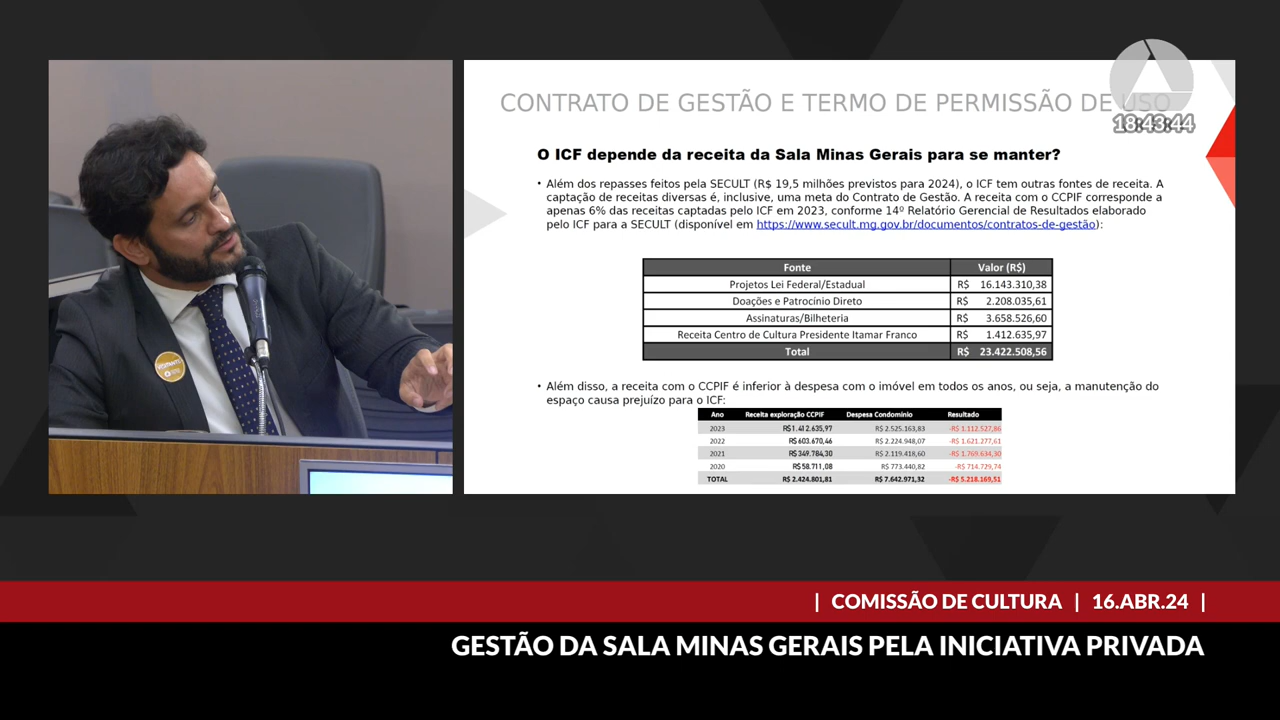 CONTRATO DE GESTÃO E TERMO DE PERMISSÃO DE USO
18:43:44
O ICF depende da receita da Sala Minas Gerais para se manter?
• Além dos repasses feitos pela SECULT (R$ 19,5 milhões previstos para 2024), o ICF tem outras fontes de receita. A
captação de receitas diversas é, inclusive, uma meta do Contrato de Gestão. A receita com o CCPIF corresponde a
apenas 6% das receitas captadas pelo ICF em 2023, conforme 14º Relatório Gerencial de Resultados elaborado
pelo ICF para a SECULT (disponível em https://www.secult.mg.gov.br/documentos/contratos-de-gestão):
Fonte Valor (R$)
Projetos Lei Federal/Estadual R$ 16.143.310,38
Doações e Patrocínio Direto R$ 2.208.035,61
Assinaturas/Bilheteria R$ 3.658.526,60
Receita Centro de Cultura Presidente Itamar Franco R$ 1.412.635,97
Total R$ 23.422.508,56
• Além disso, a receita com o CCPIF é inferior à despesa com o imóvel em todos os anos, ou seja, a manutenção do
espaço causa prejuízo para o ICF:
Ano Receita exploração CCPIF Despesa Condomínio Resultado
2023 R$ 1.412.635,97 R$ 2.525.163,83 -R$ 1.112.527,86
2022 R$ 603.670,46 R$ 2.224.948,07 -R$ 1.621.277,61
2021 R$ 349.784,30 R$ 2.119.418,60 -R$ 1.769.634,30
2020 R$ 58.711,08 R$ 773.440,82 -R$ 714.729,74
TOTAL R$ 2.424.801,81 R$ 7.642.971,32 -R$ 5.218.169,51
VISITANTE
| COMISSÃO DE CULTURA | 16.ABR.24 |
GESTÃO DA SALA MINAS GERAIS PELA INICIATIVA PRIVADA